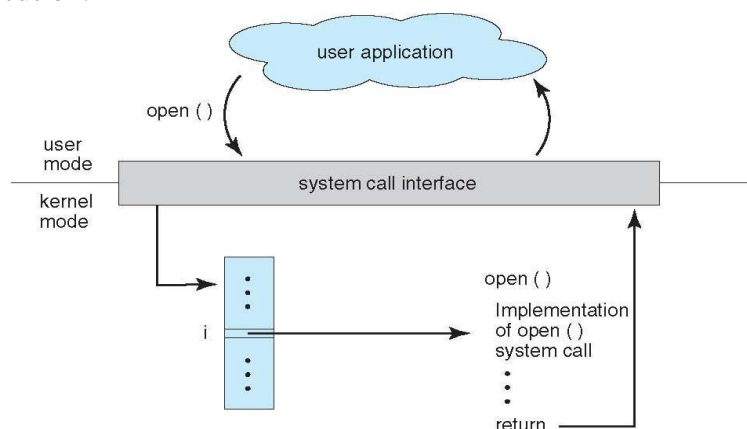 user application
open ( )
user
mode
system call interface
kernel
mode
open ( )
i
Implementation
of open ( )
system call
return